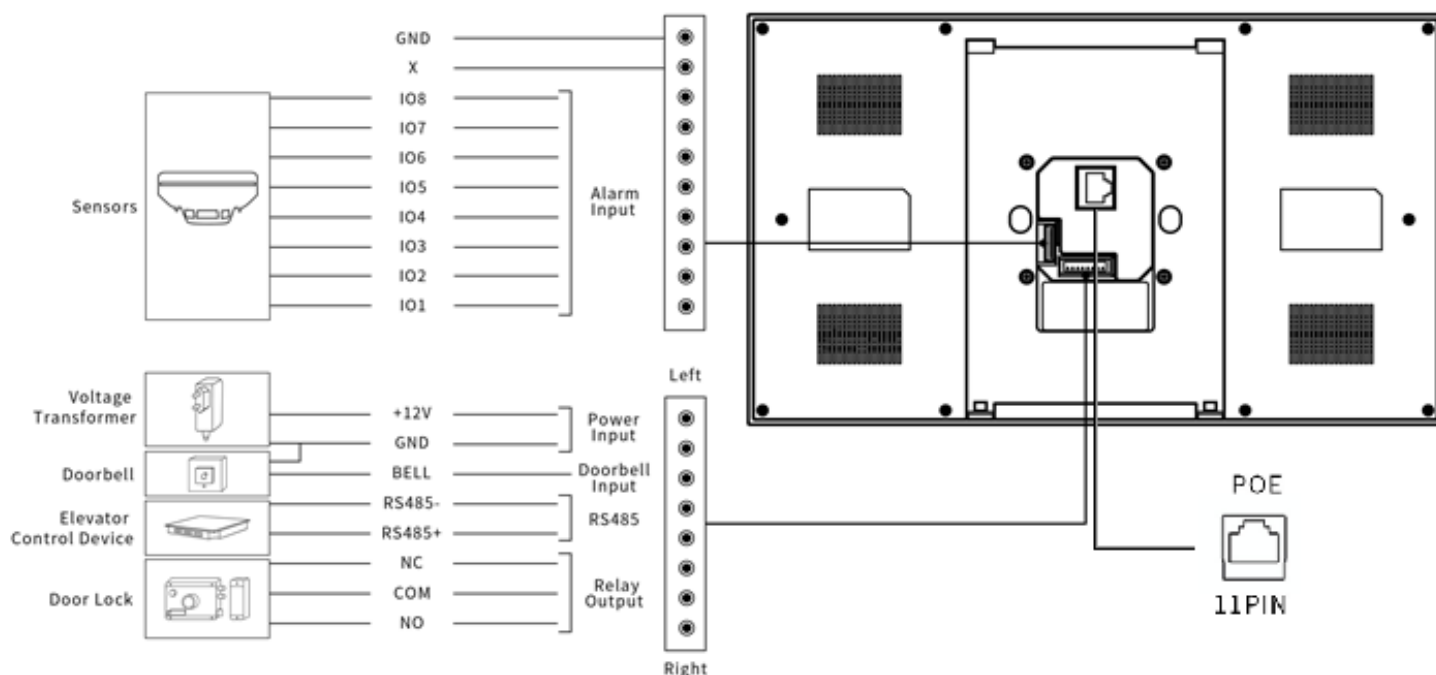 GND
X
IO8
IO7
IO6
IO5
IO4
IO3
IO2
IO1
Sensors
Alarm
Input
Left
Voltage
Transformer
+12V
GND
Power
Input
Doorbell
BELL
Doorbell
Input
Elevator
Control Device
RS485-
RS485+
RS485
Door Lock
NC
COM
NO
Relay
Output
Right
POE
11PIN